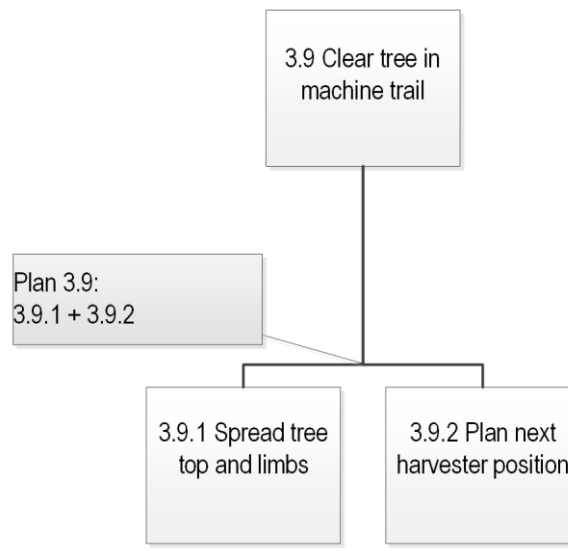 3.9 Clear tree in
machine trail
Plan 3.9:
3.9.1 + 3.9.2
3.9.1 Spread tree
top and limbs
3.9.2 Plan next
harvester position